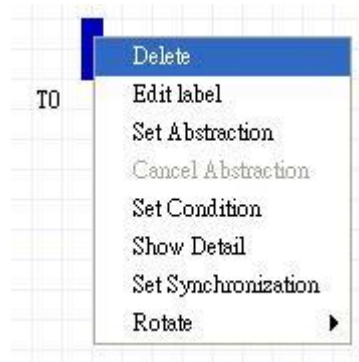 Delete
T0
Edit label
Set Abstraction
Cancel Abstraction
Set Condition
Show Detail
Set Synchronization
Rotate